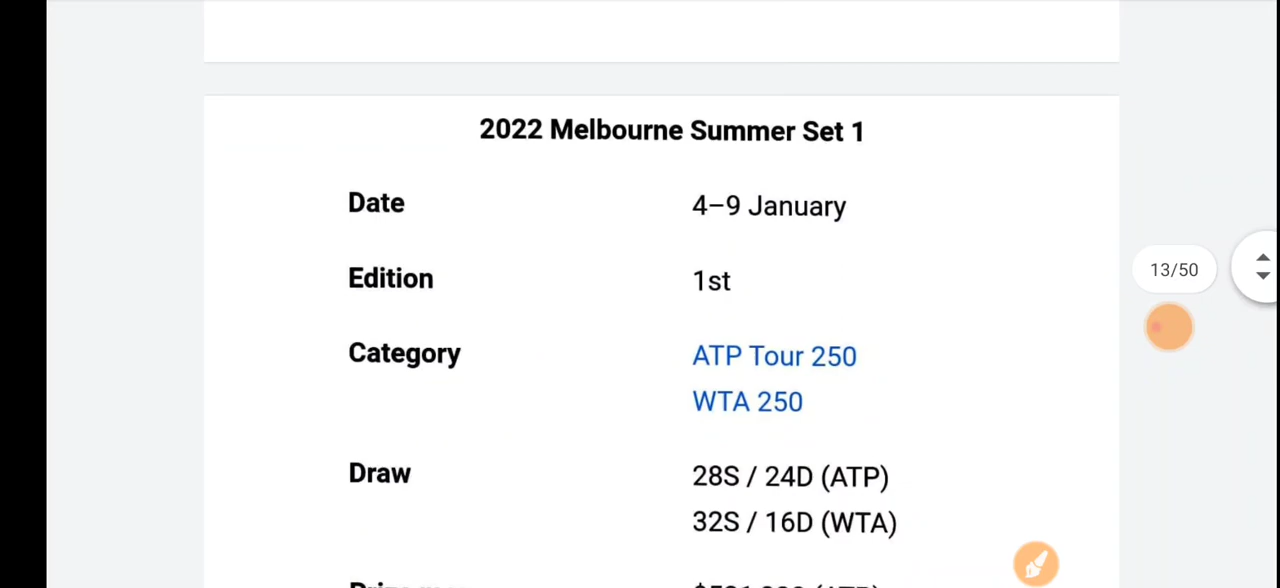 2022 Melbourne Summer Set 1
Date 4–9 January
Edition 1st
Category ATP Tour 250
WTA 250
13/50
Draw 28S / 24D (ATP)
32S / 16D (WTA)